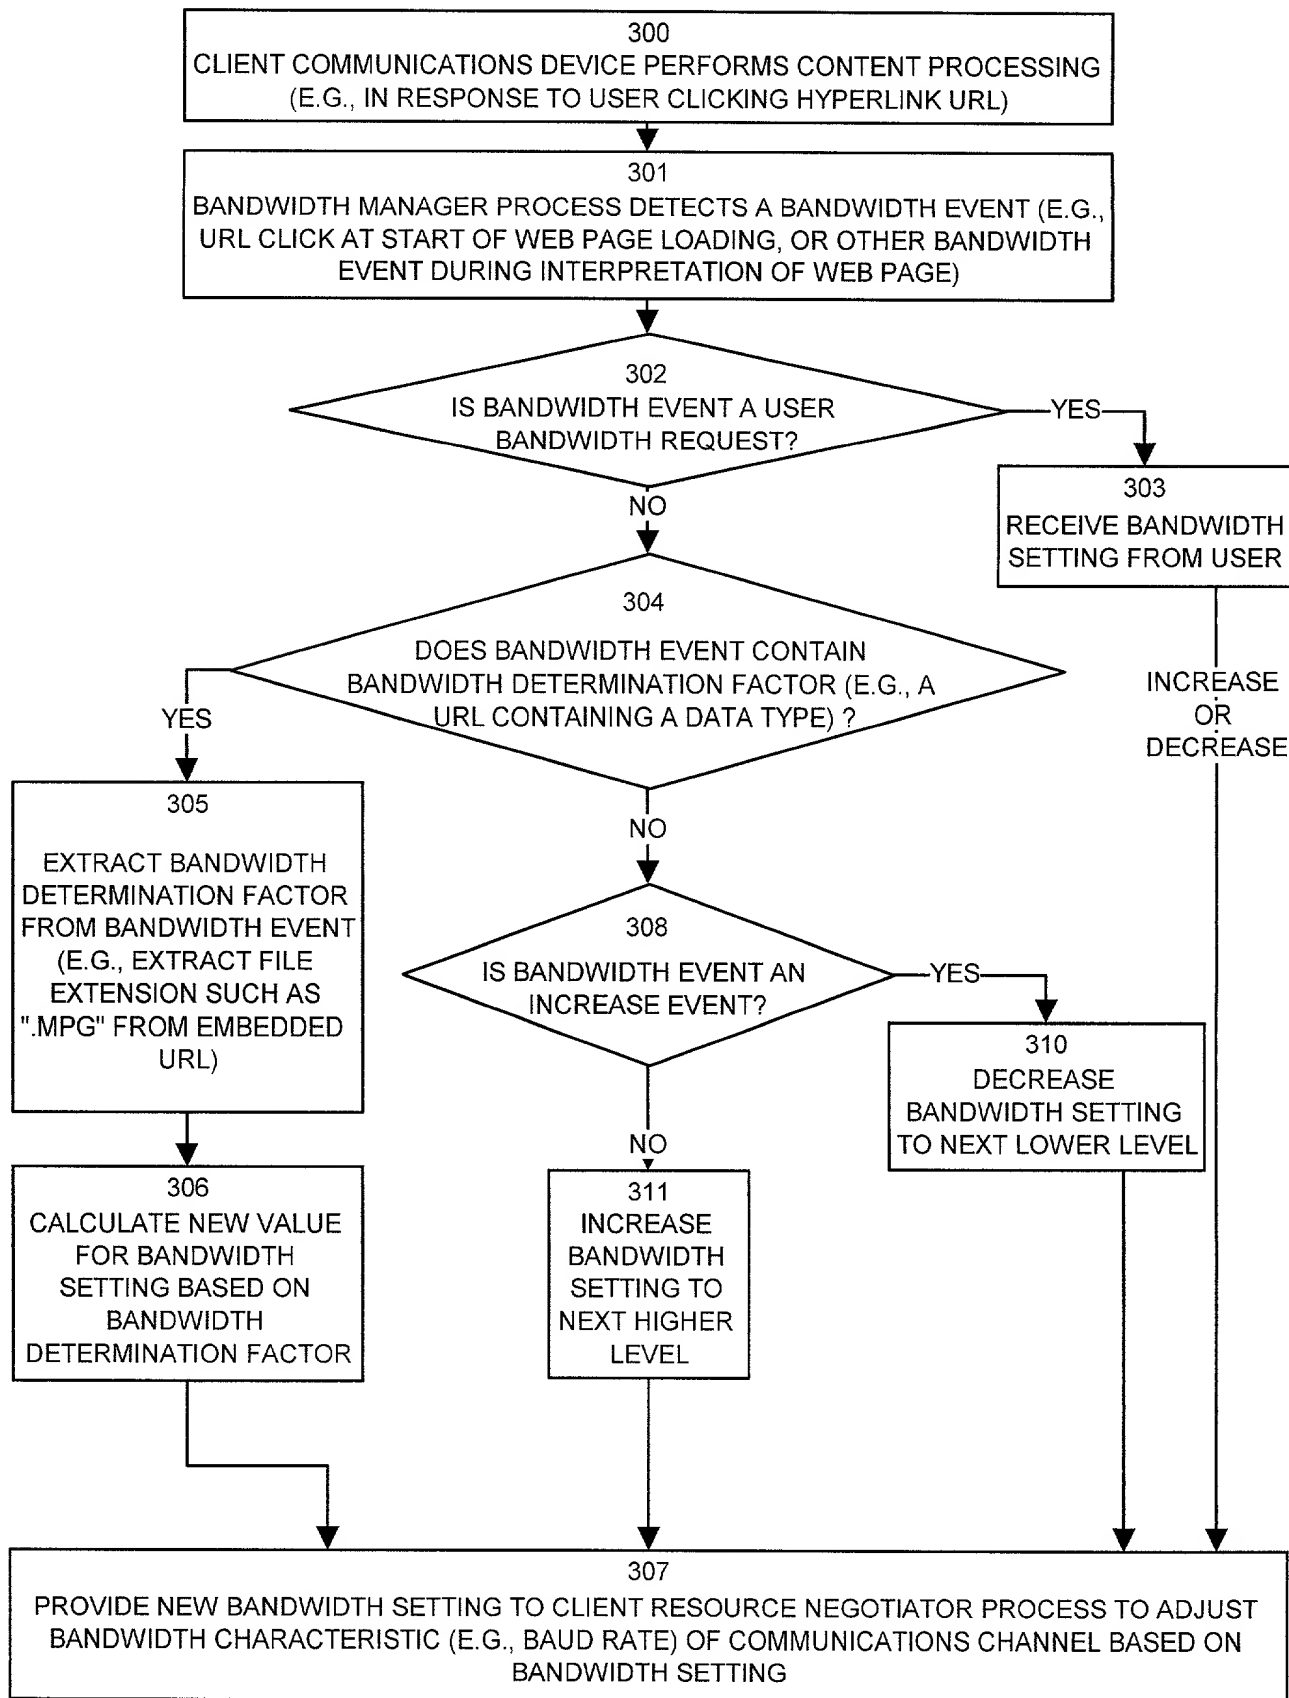 300
CLIENT COMMUNICATIONS DEVICE PERFORMS CONTENT PROCESSING
(E.G., IN RESPONSE TO USER CLICKING HYPERLINK URL)
301
BANDWIDTH MANAGER PROCESS DETECTS A BANDWIDTH EVENT (E.G.,
URL CLICK AT START OF WEB PAGE LOADING, OR OTHER BANDWIDTH
EVENT DURING INTERPRETATION OF WEB PAGE)
302
IS BANDWIDTH EVENT A USER
BANDWIDTH REQUEST?
YES
NO
303
RECEIVE BANDWIDTH
SETTING FROM USER
304
DOES BANDWIDTH EVENT CONTAIN
BANDWIDTH DETERMINATION FACTOR (E.G., A
URL CONTAINING A DATA TYPE) ?
YES
INCREASE
OR
DECREASE
NO
305
EXTRACT BANDWIDTH
DETERMINATION FACTOR
FROM BANDWIDTH EVENT
(E.G., EXTRACT FILE
EXTENSION SUCH AS
".MPG" FROM EMBEDDED
URL)
308
IS BANDWIDTH EVENT AN
INCREASE EVENT?
YES
NO
310
DECREASE
BANDWIDTH SETTING
TO NEXT LOWER LEVEL
306
CALCULATE NEW VALUE
FOR BANDWIDTH
SETTING BASED ON
BANDWIDTH
DETERMINATION FACTOR
311
INCREASE
BANDWIDTH
SETTING TO
NEXT HIGHER
LEVEL
307
PROVIDE NEW BANDWIDTH SETTING TO CLIENT RESOURCE NEGOTIATOR PROCESS TO ADJUST
BANDWIDTH CHARACTERISTIC (E.G., BAUD RATE) OF COMMUNICATIONS CHANNEL BASED ON
BANDWIDTH SETTING